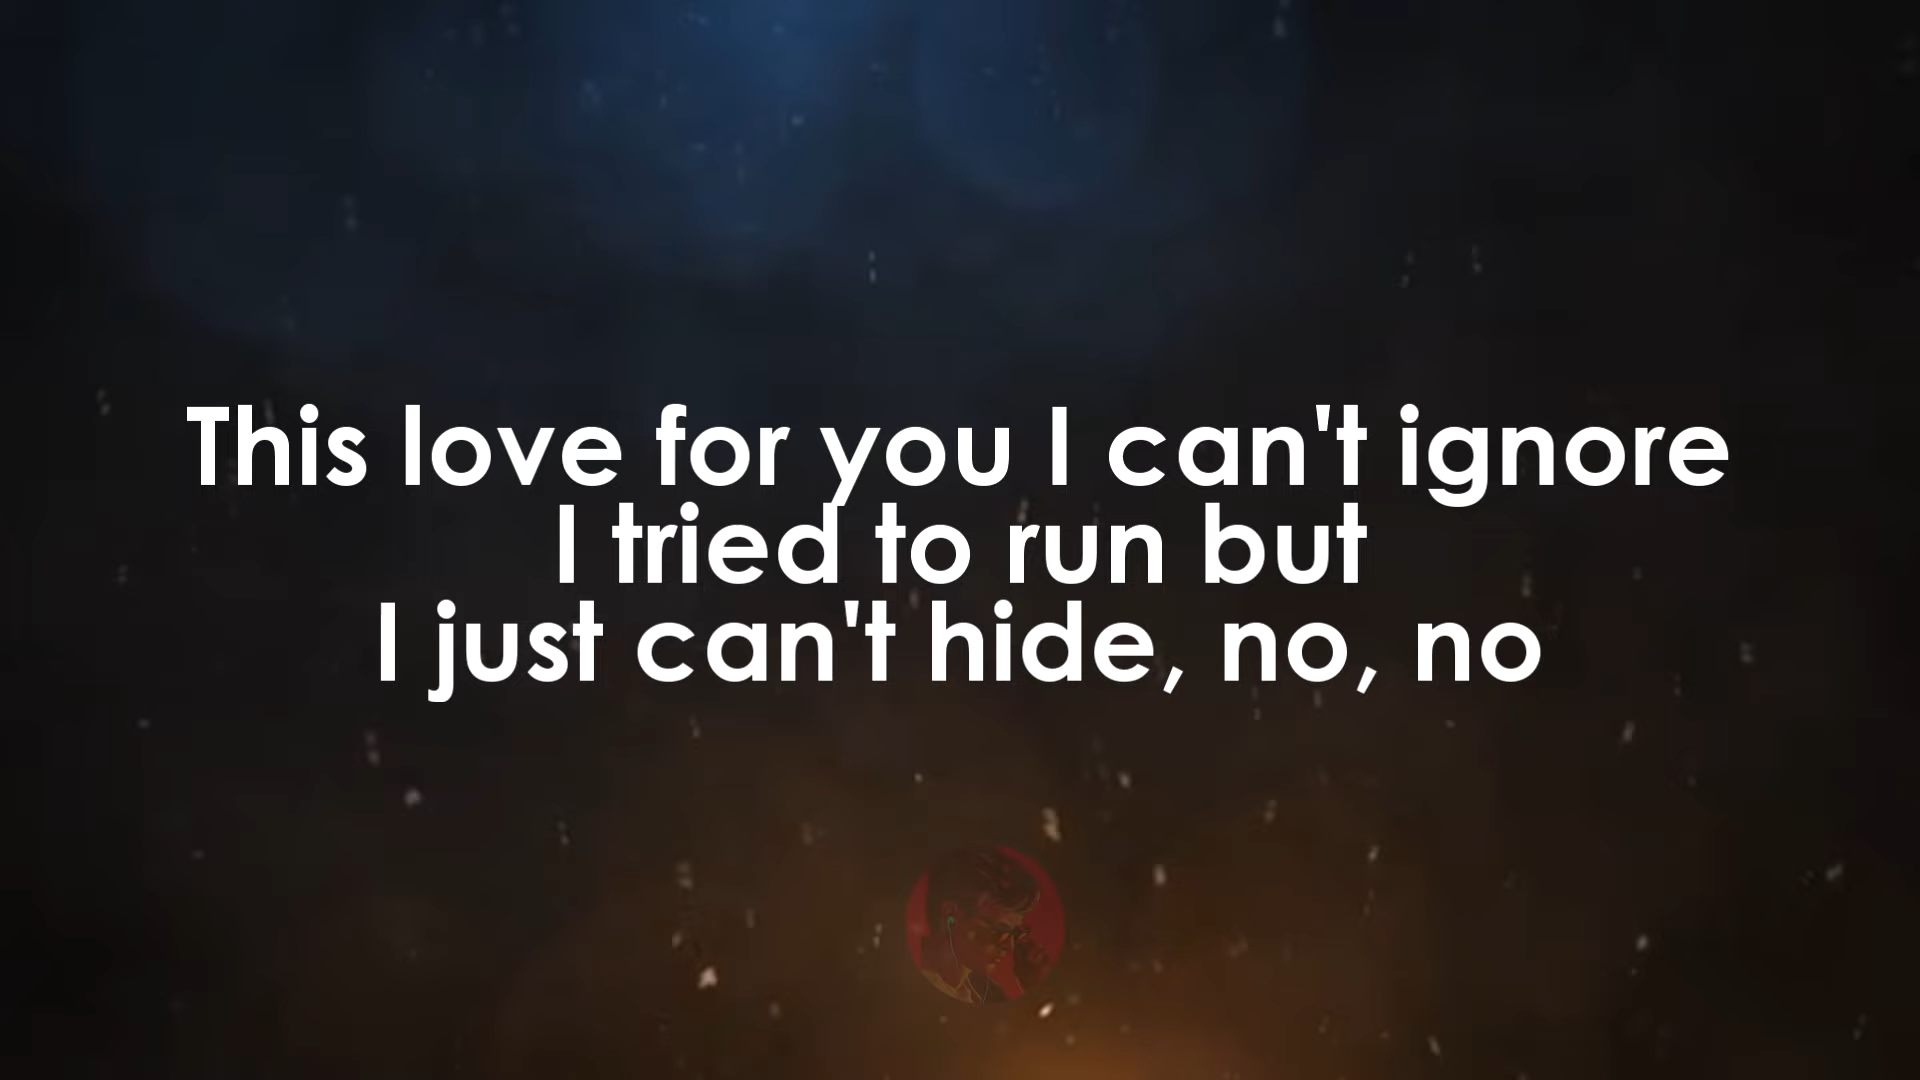 This love for you I can't ignore
I tried to run but
I just can't hide, no, no